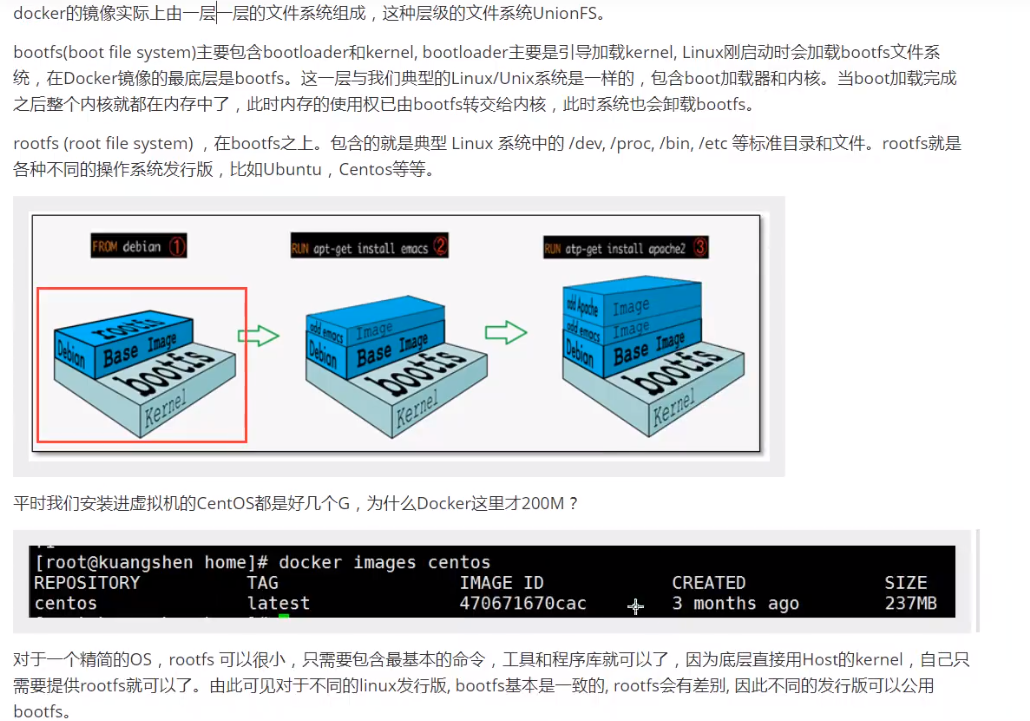 docker的镜像实际上由一层一层的文件系统组成，这种层级的文件系统UnionFS。
bootfs(boot file system)主要包含bootloader和kernel, bootloader主要是引导加载kernel, Linux刚启动时会加载bootfs文件系
统，在Docker镜像的最底层是bootfs。这一层与我们典型的Linux/Unix系统是一样的，包含boot加载器和内核。当boot加载完成
之后整个内核就都在内存中了，此时内存的使用权已由bootfs转交给内核，此时系统也会卸载bootfs。
rootfs (root file system) ，在bootfs之上。包含的就是典型 Linux 系统中的 /dev, /proc, /bin, /etc 等标准目录和文件。rootfs就是
各种不同的操作系统发行版，比如Ubuntu，Centos等等。
FROM debian ①
RUN apt-get install emacs ②
RUN atp-get install apache2 ③
rootfs
Debian
Base Image
bootfs
Kernel
add emacs
Image
Debian
Base Image
bootfs
Kernel
add Apache
Image
add emacs
Image
Debian
Base Image
bootfs
Kernel
平时我们安装进虚拟机的CentOS都是好几个G，为什么Docker这里才200M？
[root@kuangshen home]# docker images centos
REPOSITORY TAG IMAGE ID CREATED SIZE
centos latest 470671670cac 3 months ago 237MB
对于一个精简的OS，rootfs 可以很小，只需要包含最基本的命令，工具和程序库就可以了，因为底层直接用Host的kernel，自己只
需要提供rootfs就可以了。由此可见对于不同的linux发行版, bootfs基本是一致的, rootfs会有差别, 因此不同的发行版可以公用
bootfs。